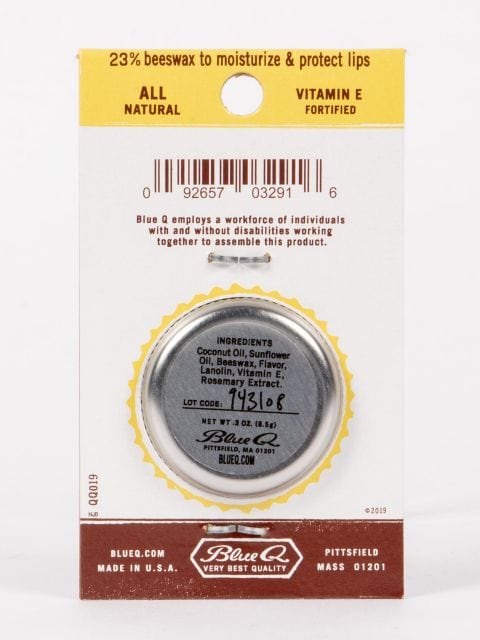 23% beeswax to moisturize & protect lips
ALL
NATURAL
VITAMIN E
FORTIFIED
0 92657 03291 6
Blue Q employs a workforce of individuals
with and without disabilities working
together to assemble this product.
INGREDIENTS
Coconut Oil, Sunflower
Oil, Beeswax, Flavor,
Lanolin, Vitamin E,
Rosemary Extract.
LOT CODE: 943108
NET WT .3 OZ. (8.5g)
Blue Q
PITTSFIELD, MA 01201
BLUEQ.COM
QQ019
HJD
©2019
BLUEQ.COM
MADE IN U.S.A.
Blue Q
VERY BEST QUALITY
PITTSFIELD
MASS 01201